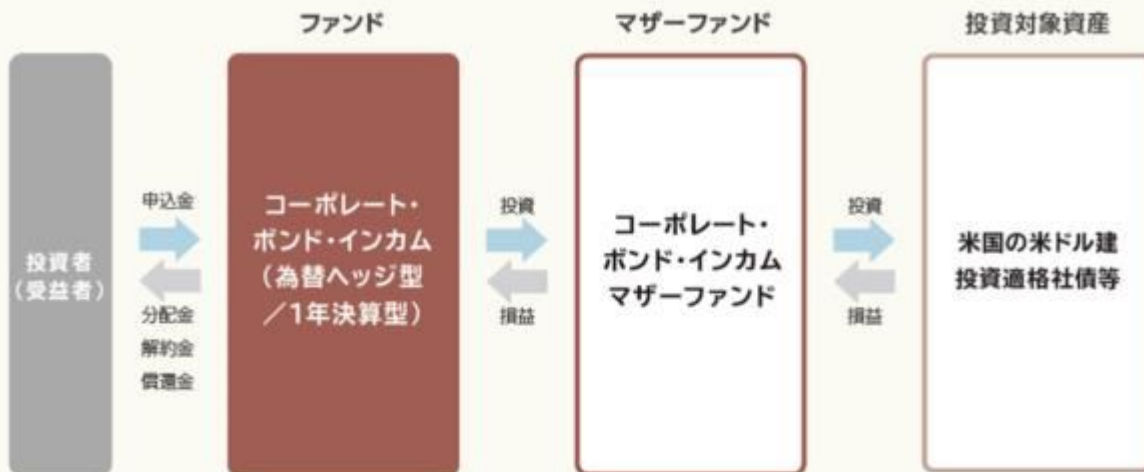 ファンド
マザーファンド
投資対象資産
投資者
（受益者）
申込金
分配金
解約金
償還金
コーポレート・
ボンド・インカム
（為替ヘッジ型
／1年決算型）
投資
損益
コーポレート・
ボンド・インカム
マザーファンド
投資
損益
米国の米ドル建
投資適格社債等